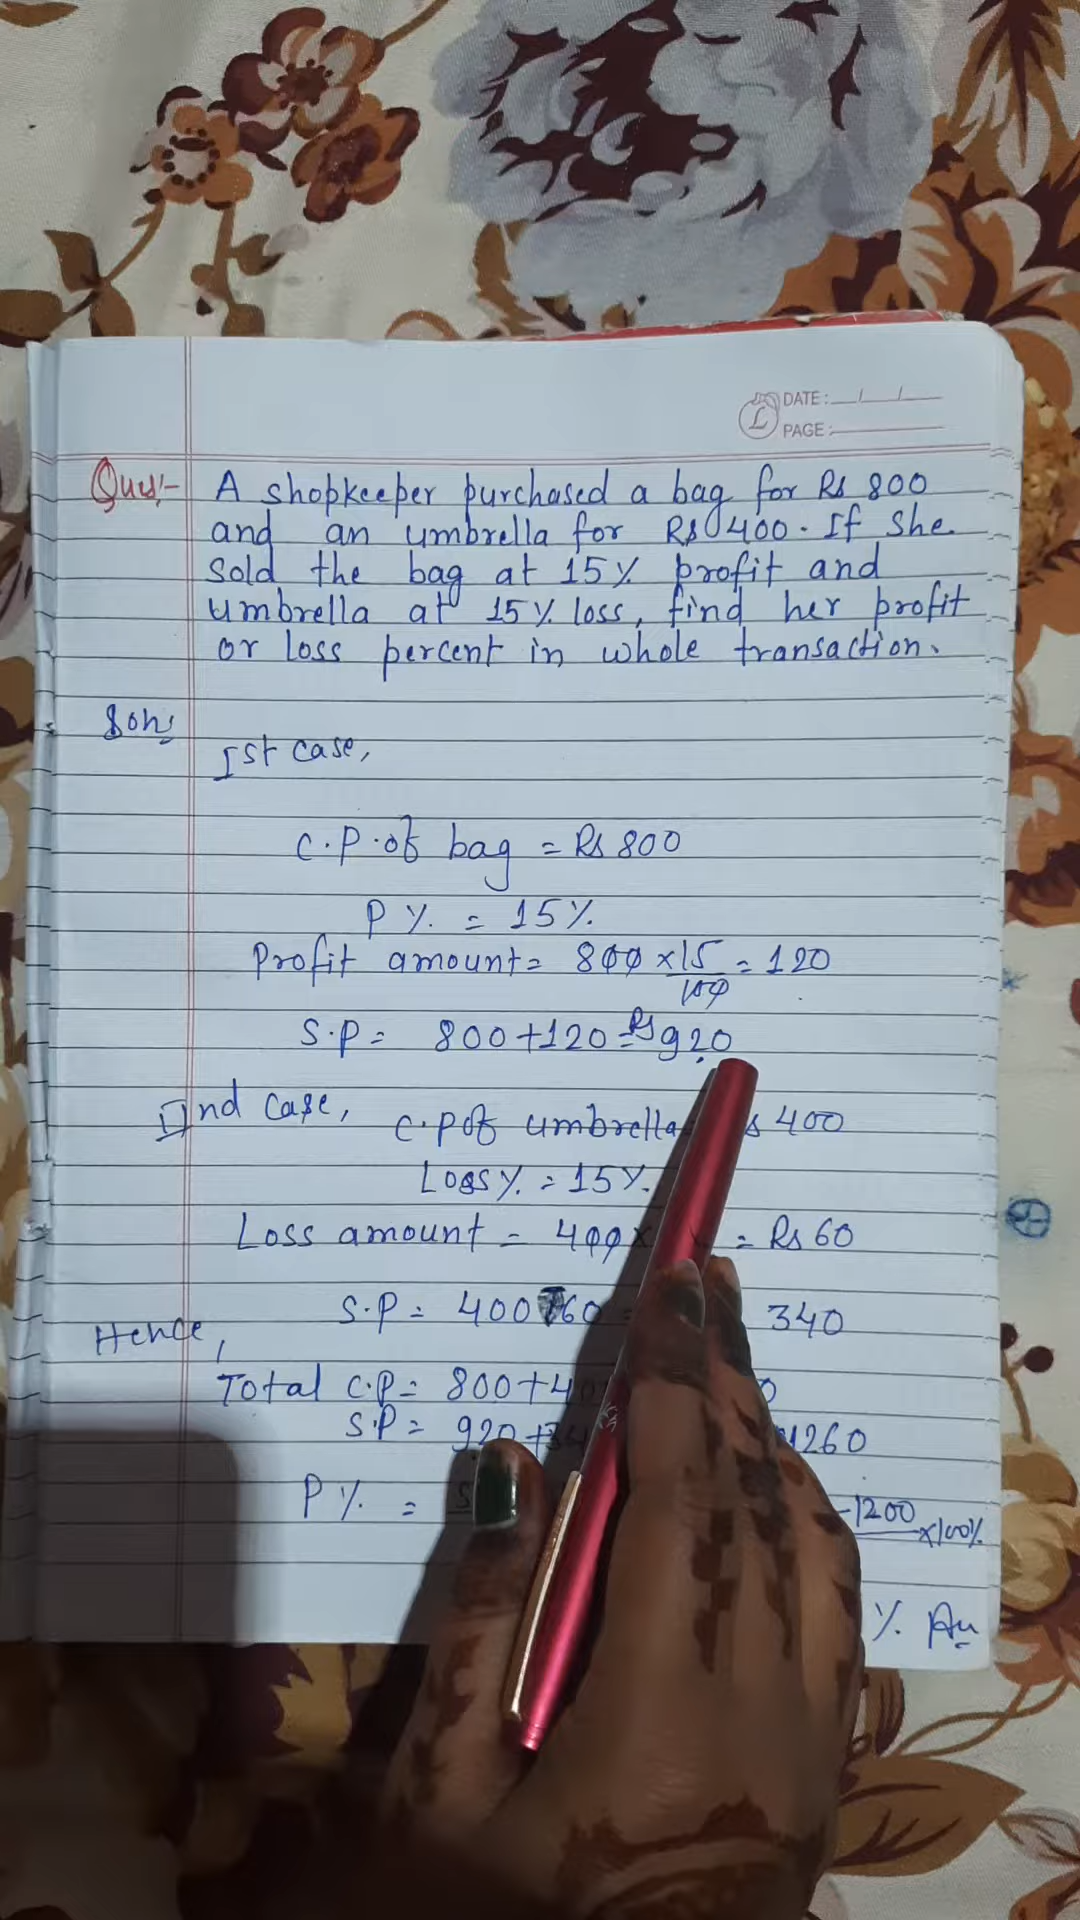 DATE: / /
PAGE:
Ques:- A shopkeeper purchased a bag for Rs 800
and an umbrella for Rs 400. If She
Sold the bag at 15% profit and
umbrella at 15% loss, find her profit
or loss percent in whole transaction.
Soln:
Ist case,
C.P. of bag = Rs 800
P % = 15%
Profit amount = 800 × 15/100 = 120
S.P = 800+120 = Rs 920
IInd case, C.P of umbrella 400
Loss % = 15%
Loss amount = 400× = Rs 60
S.P = 400 60 = 340
Hence,
Total C.P = 800+
S.P = 920+ 1260
P % = -1200 ×100%
% Ans